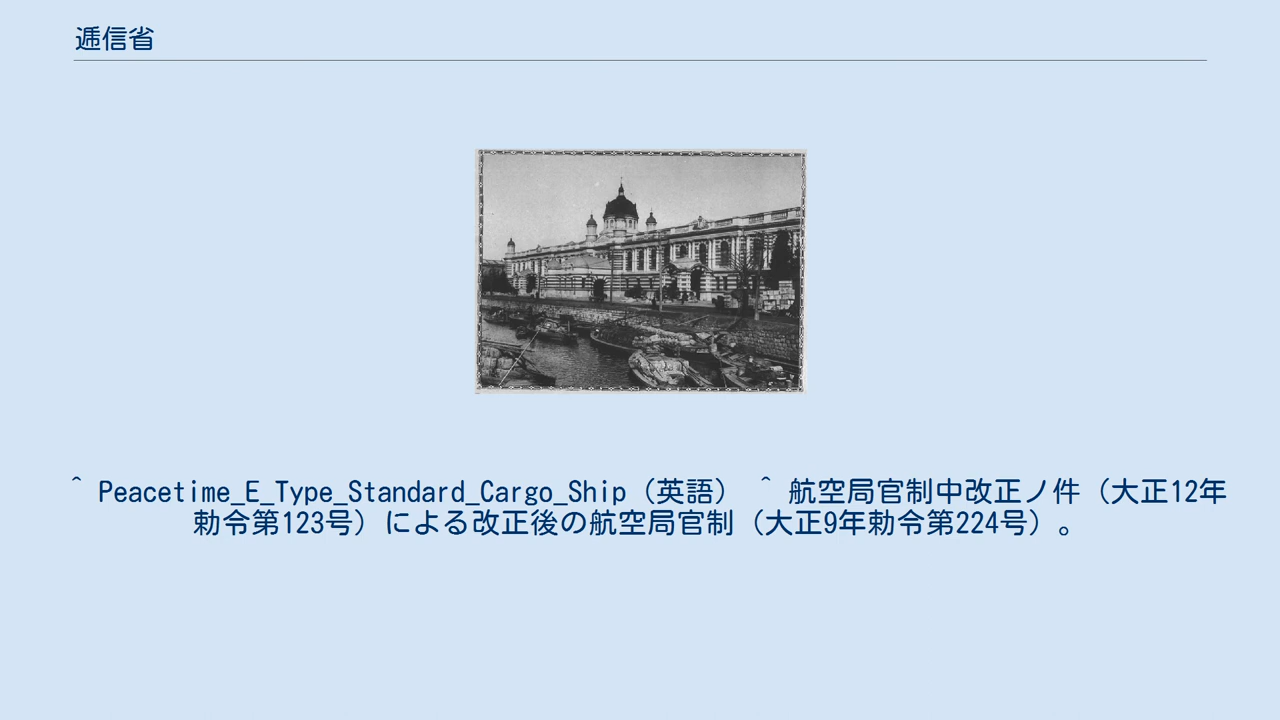 逓信省
^ Peacetime_E_Type_Standard_Cargo_Ship（英語） ^ 航空局官制中改正ノ件（大正12年
勅令第123号）による改正後の航空局官制（大正9年勅令第224号）。